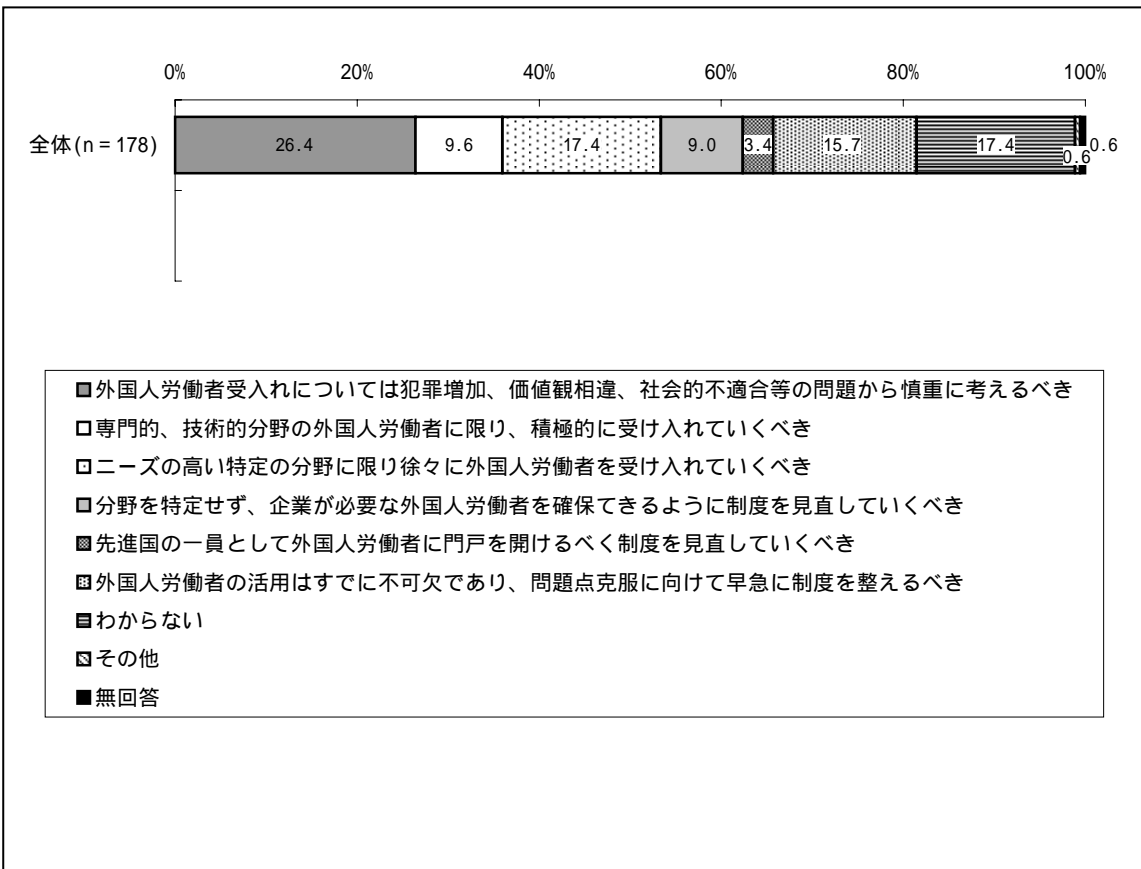 0% 20% 40% 60% 80% 100%
全体(n = 178) 26.4 9.6 17.4 9.0 3.4 15.7 17.4 0.6 0.6
外国人労働者受入れについては犯罪増加、価値観相違、社会的不適合等の問題から慎重に考えるべき
専門的、技術的分野の外国人労働者に限り、積極的に受け入れていくべき
ニーズの高い特定の分野に限り徐々に外国人労働者を受け入れていくべき
分野を特定せず、企業が必要な外国人労働者を確保できるように制度を見直していくべき
先進国の一員として外国人労働者に門戸を開けるべく制度を見直していくべき
外国人労働者の活用はすでに不可欠であり、問題点克服に向けて早急に制度を整えるべき
わからない
その他
無回答